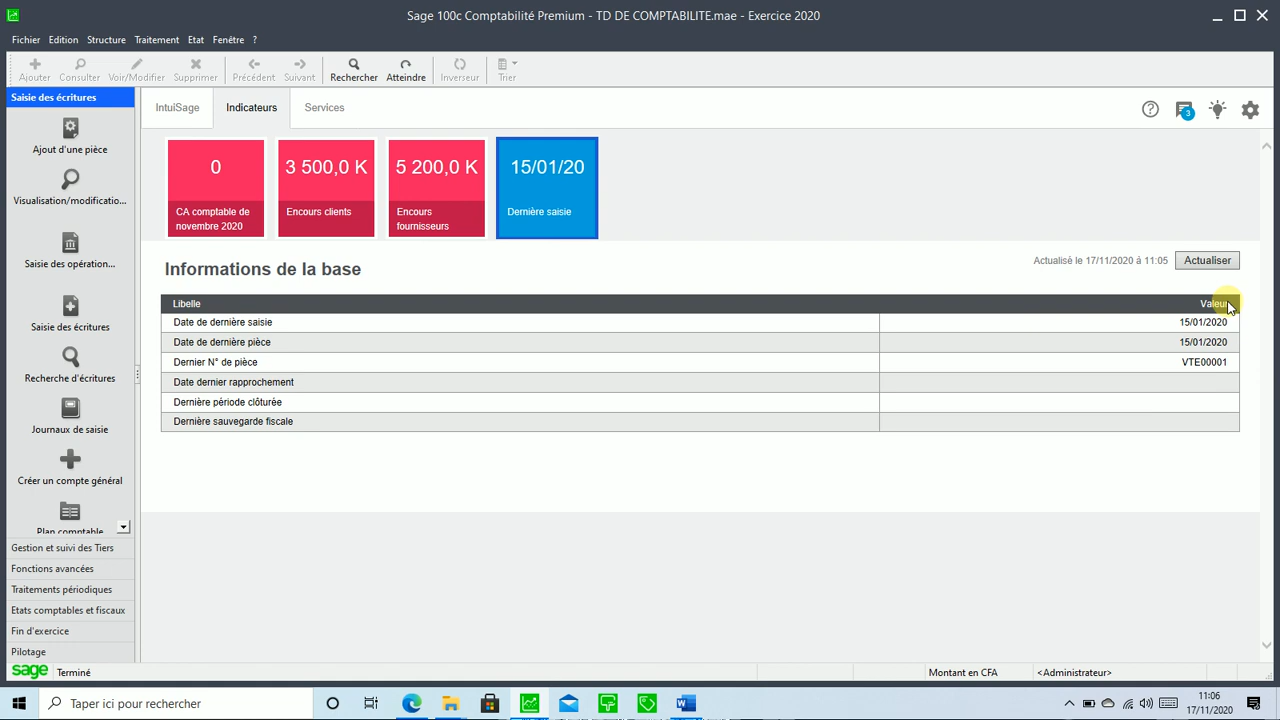 Sage 100c Comptabilité Premium - TD DE COMPTABILITE.mae - Exercice 2020
Fichier Edition Structure Traitement Etat Fenêtre ?
Ajouter Consulter Voir/Modifier Supprimer Précédent Suivant Rechercher Atteindre Inverseur Trier
Saisie des écritures
Ajout d'une pièce
Visualisation/modificatio...
Saisie des opération...
Saisie des écritures
Recherche d'écritures
Journaux de saisie
Créer un compte général
Plan comptable
Gestion et suivi des Tiers
Fonctions avancées
Traitements périodiques
Etats comptables et fiscaux
Fin d'exercice
Pilotage
IntuiSage Indicateurs Services
3
0
CA comptable de
novembre 2020
3 500,0 K
Encours clients
5 200,0 K
Encours
fournisseurs
15/01/20
Dernière saisie
Informations de la base
Actualisé le 17/11/2020 à 11:05 Actualiser
Libelle Valeur
Date de dernière saisie 15/01/2020
Date de dernière pièce 15/01/2020
Dernier N° de pièce VTE00001
Date dernier rapprochement
Dernière période clôturée
Dernière sauvegarde fiscale
sage Terminé Montant en CFA <Administrateur>
Taper ici pour rechercher
11:06
17/11/2020